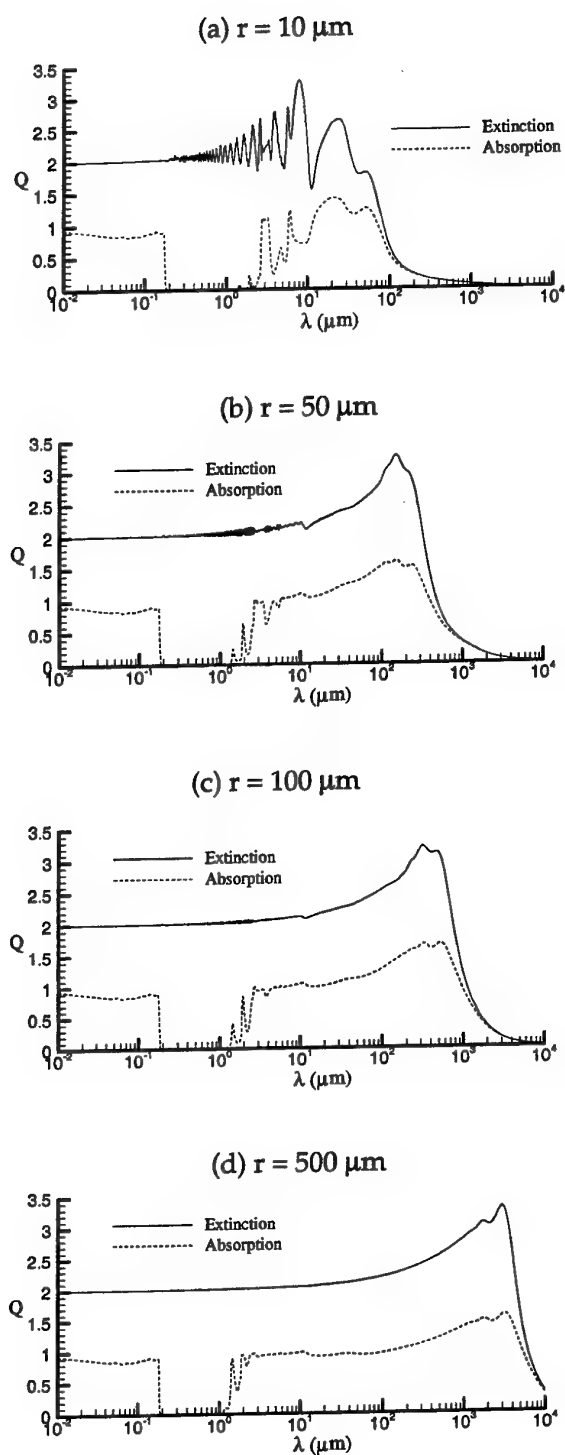 (a) r = 10 μm
3.5
3
2.5
2
Q
1.5
1
0.5
0
Extinction
Absorption
10⁻² 10⁻¹ 10⁰ 10¹ 10² 10³ 10⁴
λ (μm)
(b) r = 50 μm
3.5
3
2.5
2
Q
1.5
1
0.5
0
Extinction
Absorption
10⁻² 10⁻¹ 10⁰ 10¹ 10² 10³ 10⁴
λ (μm)
(c) r = 100 μm
3.5
3
2.5
2
Q
1.5
1
0.5
0
Extinction
Absorption
10⁻² 10⁻¹ 10⁰ 10¹ 10² 10³ 10⁴
λ (μm)
(d) r = 500 μm
3.5
3
2.5
2
Q
1.5
1
0.5
0
Extinction
Absorption
10⁻² 10⁻¹ 10⁰ 10¹ 10² 10³ 10⁴
λ (μm)